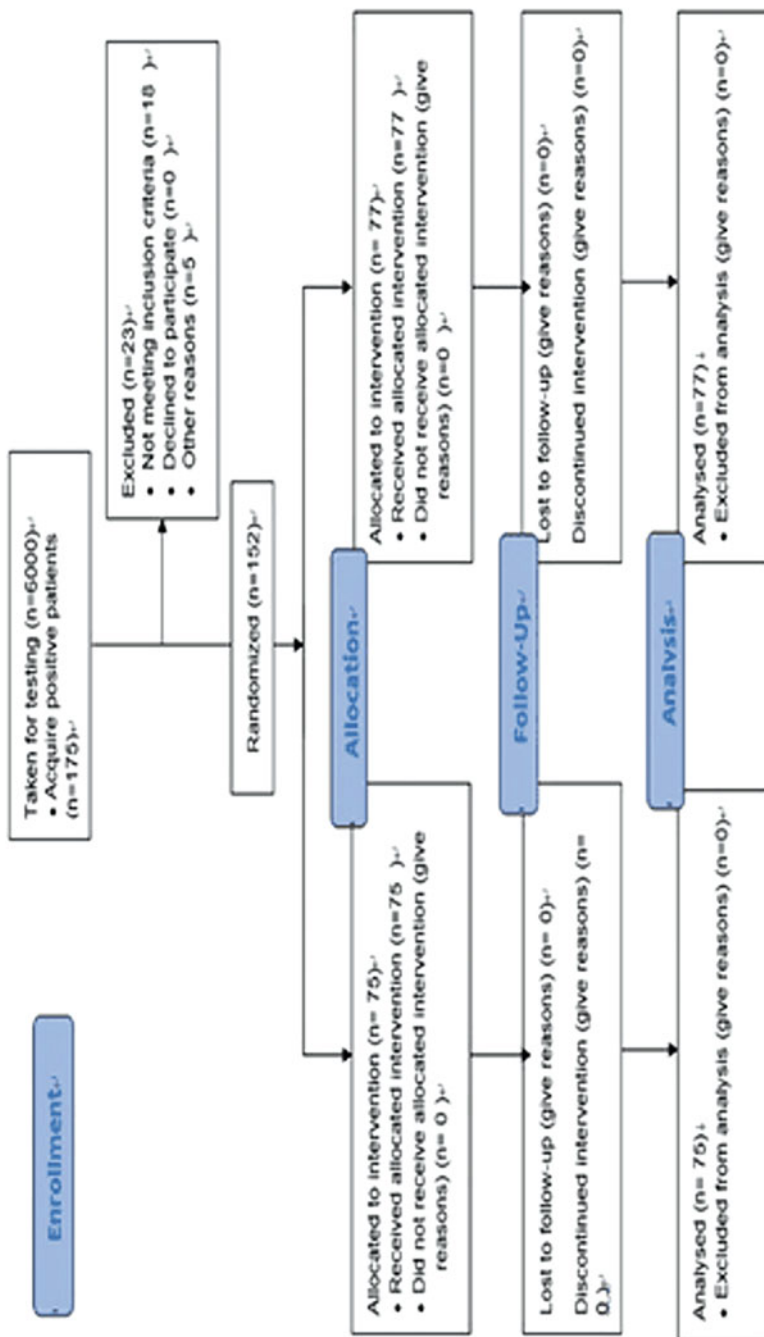 Enrollment
Taken for testing (n=6000)
• Acquire positive patients
(n=175)
Excluded (n=23)
• Not meeting inclusion criteria (n=18 )
• Declined to participate (n=0 )
• Other reasons (n=5 )
Randomized (n=152)
Allocation
Allocated to intervention (n= 75)
• Received allocated intervention (n=75 )
• Did not receive allocated intervention (give
reasons) (n= 0 )
Allocated to intervention (n= 77)
• Received allocated intervention (n=77 )
• Did not receive allocated intervention (give
reasons) (n=0 )
Follow-Up
Lost to follow-up (give reasons) (n= 0)
Discontinued intervention (give reasons) (n=
0.)
Lost to follow-up (give reasons) (n=0)
Discontinued intervention (give reasons) (n=0)
Analysis
Analysed (n= 75)
• Excluded from analysis (give reasons) (n=0)
Analysed (n=77)
• Excluded from analysis (give reasons) (n=0)